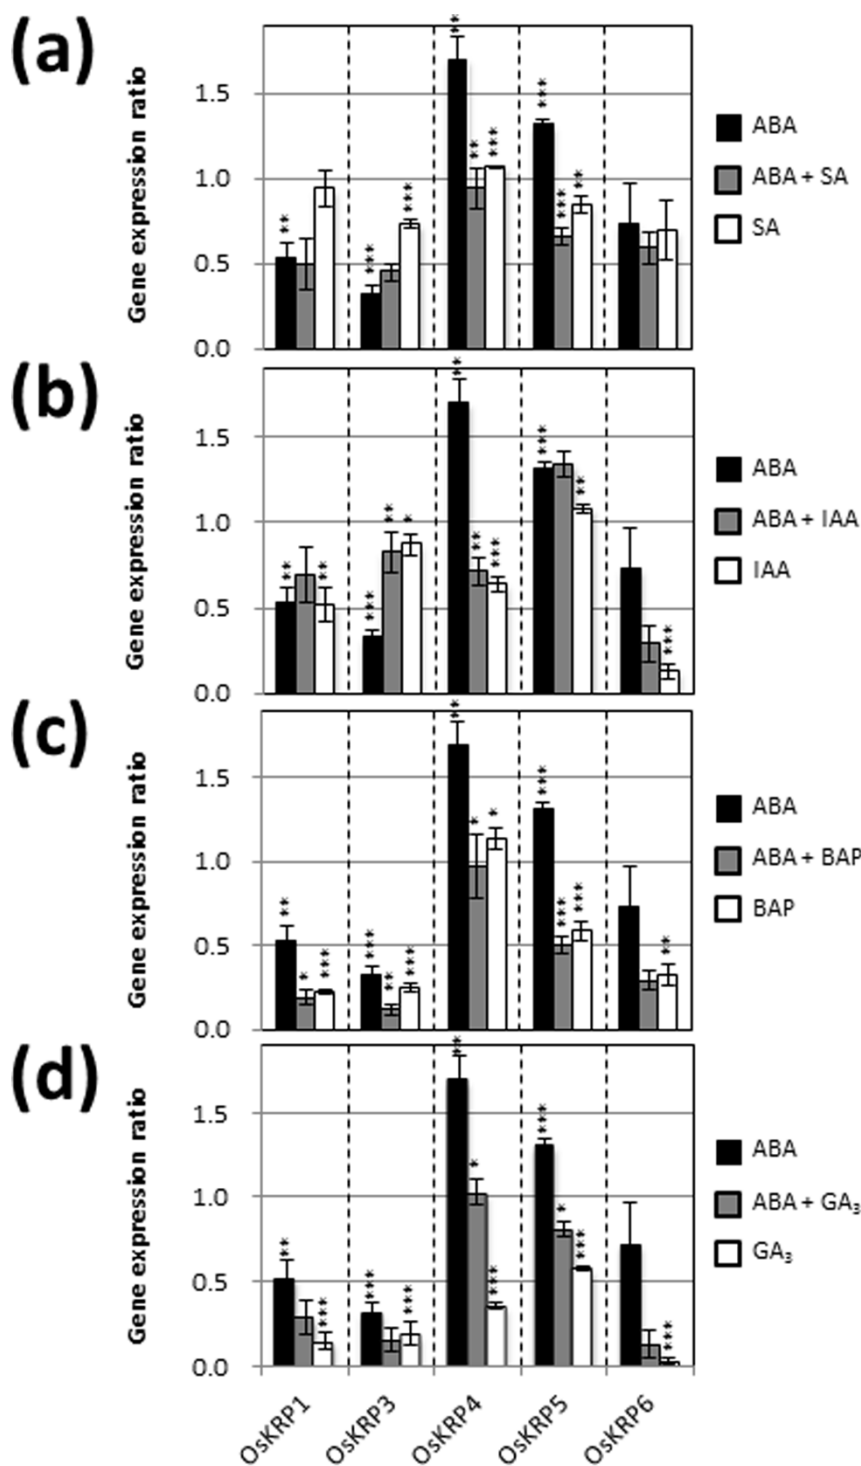 (a)
Gene expression ratio
1.5
1.0
0.5
0.0
** ** *** *** ** *** *** *** **
ABA
ABA + SA
SA
(b)
Gene expression ratio
1.5
1.0
0.5
0.0
** ** *** ** * ** ** *** *** ** ***
ABA
ABA + IAA
IAA
(c)
Gene expression ratio
1.5
1.0
0.5
0.0
** * *** *** ** *** ** * * *** *** *** **
ABA
ABA + BAP
BAP
(d)
Gene expression ratio
1.5
1.0
0.5
0.0
** *** *** *** ** * *** *** * *** ***
ABA
ABA + GA₃
GA₃
OsKRP1
OsKRP3
OsKRP4
OsKRP5
OsKRP6